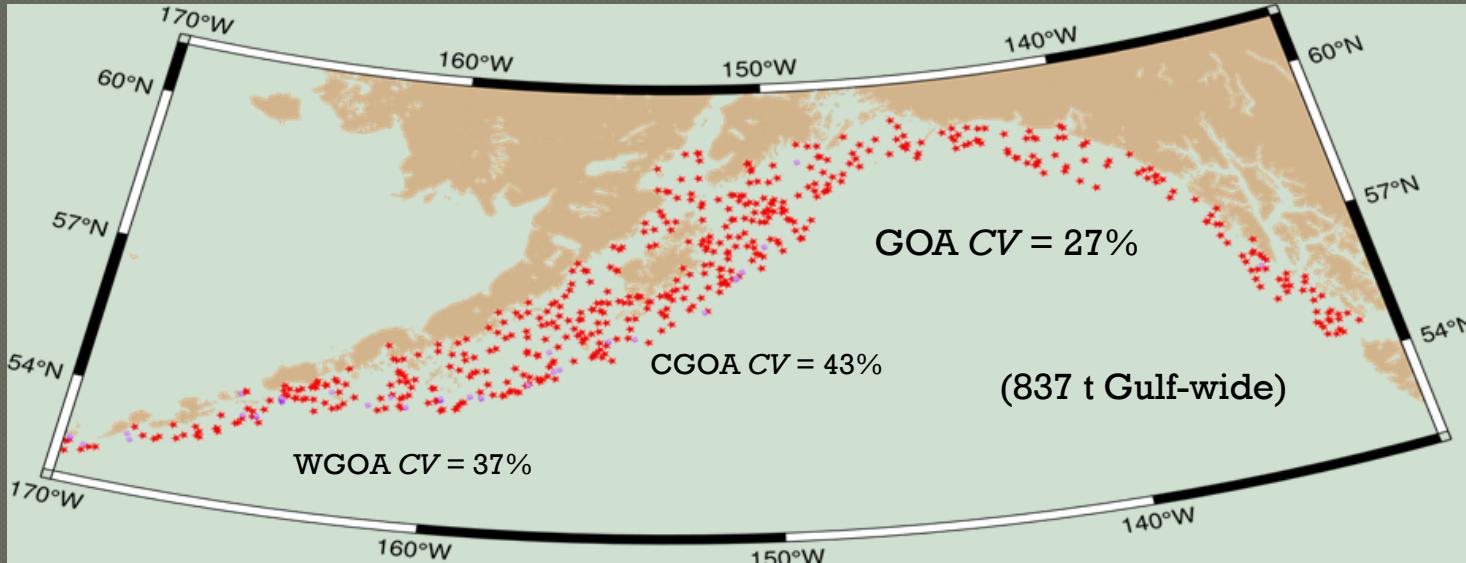 170°W
160°W
150°W
140°W
60°N
60°N
57°N
57°N
GOA CV = 27%
54°N
54°N
CGOA CV = 43%
(837 t Gulf-wide)
WGOA CV = 37%
170°W
160°W
150°W
140°W